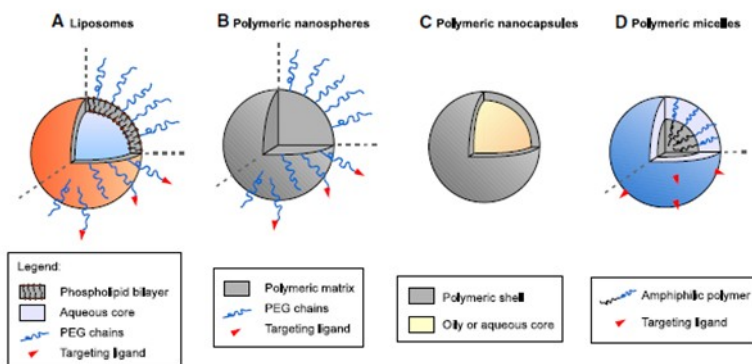 A Liposomes
B Polymeric nanospheres
C Polymeric nanocapsules
D Polymeric micelles
Legend:
Phospholipid bilayer
Aqueous core
PEG chains
Targeting ligand
Polymeric matrix
PEG chains
Targeting ligand
Polymeric shell
Oily or aqueous core
Amphiphilic polymer
Targeting ligand